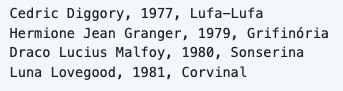 Cedric Diggory, 1977, Lufa-Lufa
Hermione Jean Granger, 1979, Grifinória
Draco Lucius Malfoy, 1980, Sonserina
Luna Lovegood, 1981, Corvinal